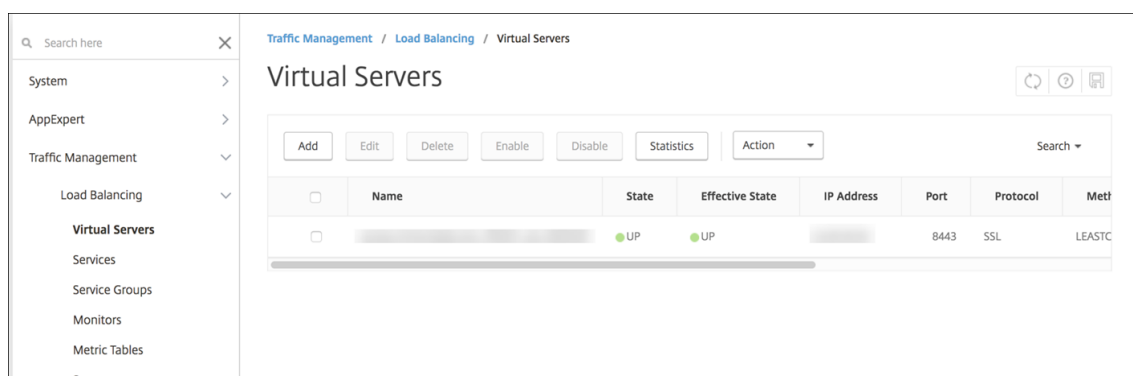 Search here
System
AppExpert
Traffic Management
Load Balancing
Virtual Servers
Services
Service Groups
Monitors
Metric Tables
Traffic Management / Load Balancing / Virtual Servers
Virtual Servers
Add Edit Delete Enable Disable Statistics Action Search
Name State Effective State IP Address Port Protocol Meth
UP UP 8443 SSL LEASTC